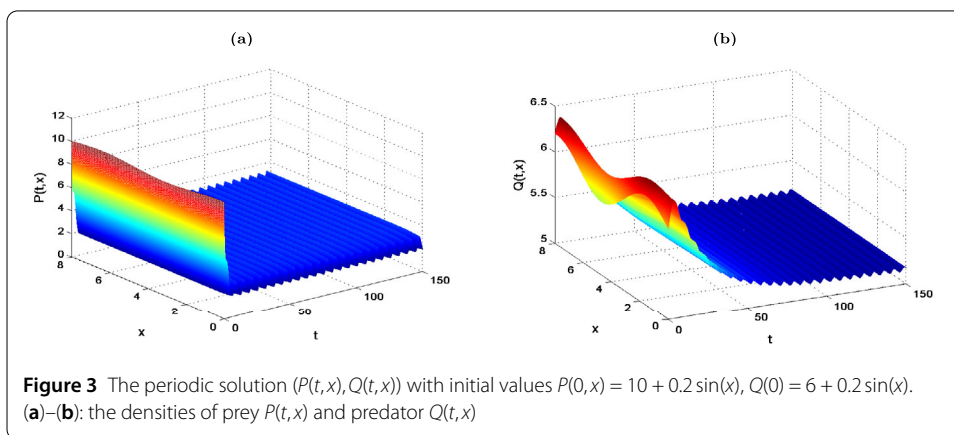 (a)
(b)
P(t,x)
12
10
8
6
4
2
0
8
6
4
2
0
x
0
50
100
150
t
Q(t,x)
6.5
6
5.5
5
8
6
4
2
0
x
0
50
100
150
t
Figure 3 The periodic solution (P(t,x),Q(t,x)) with initial values P(0,x) = 10 + 0.2 sin(x), Q(0) = 6 + 0.2 sin(x).
(a)–(b): the densities of prey P(t,x) and predator Q(t,x)